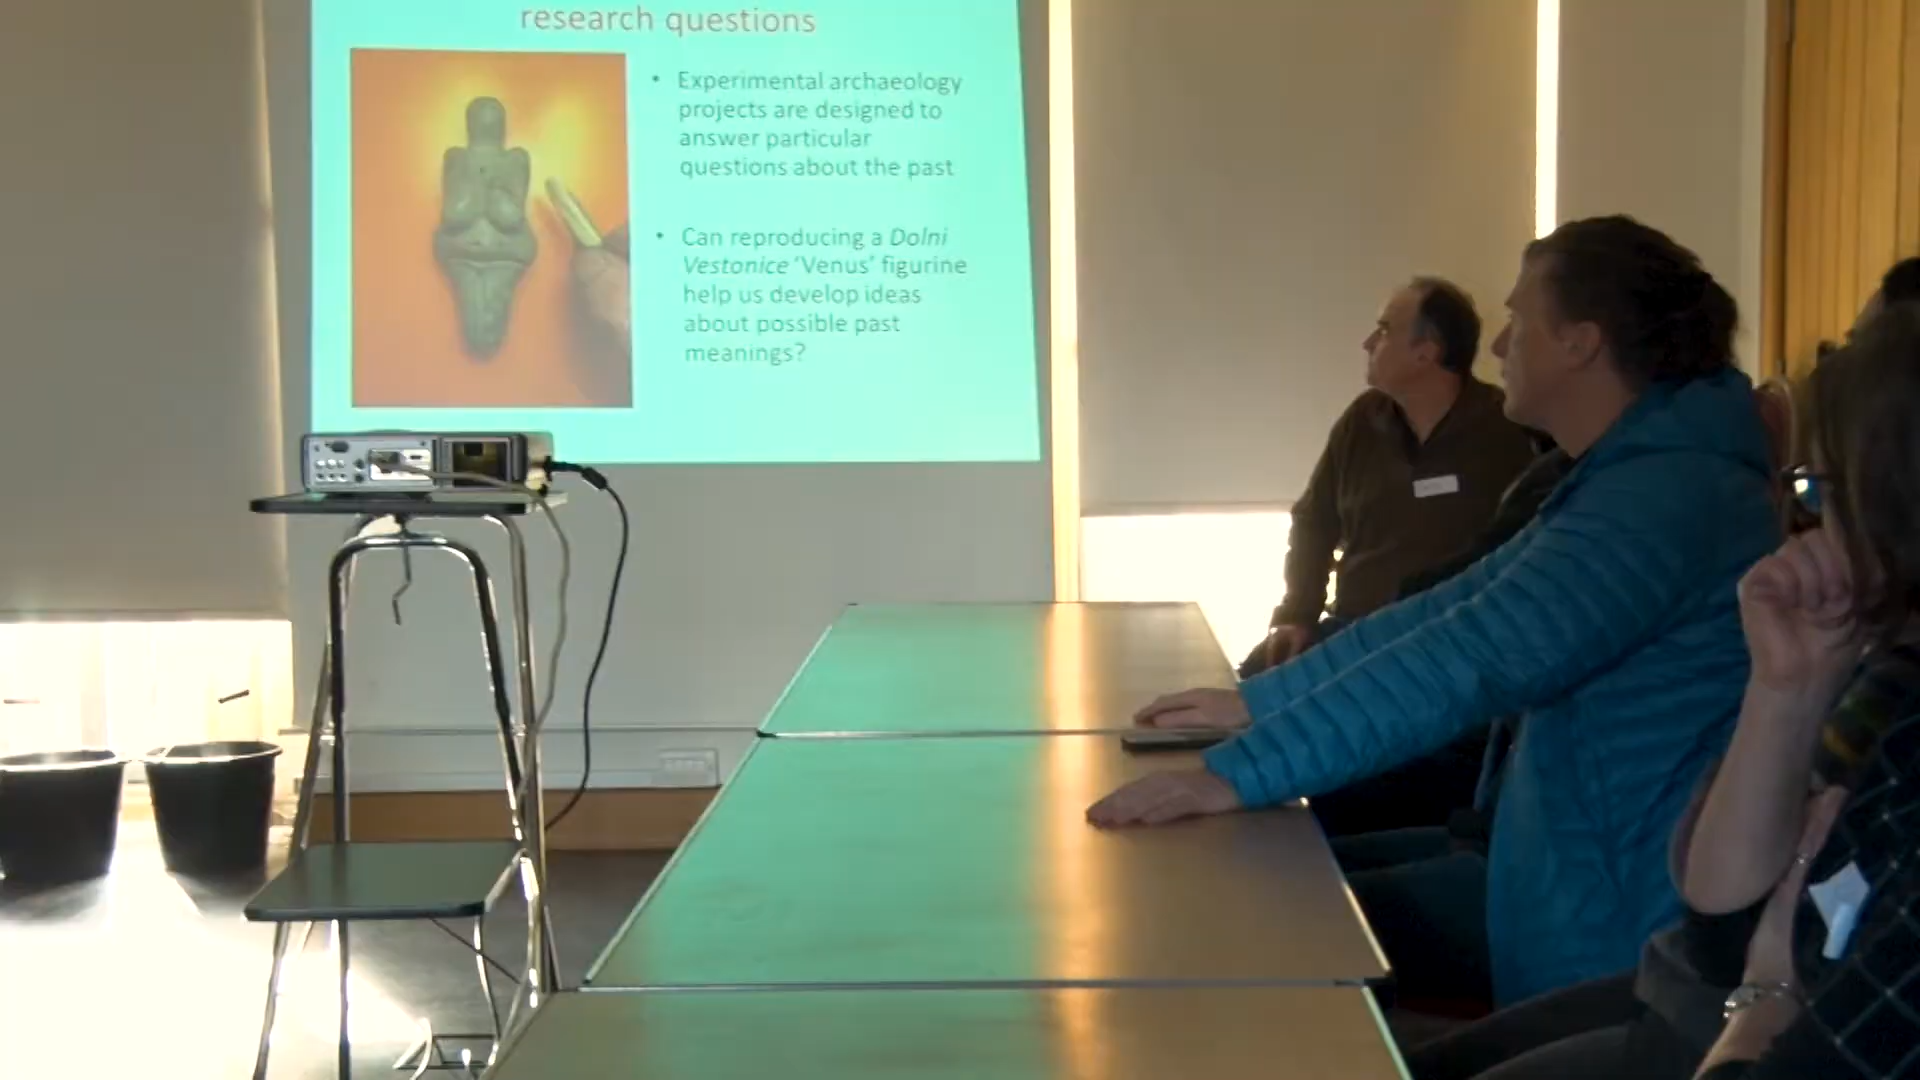 research questions
• Experimental archaeology
projects are designed to
answer particular
questions about the past
• Can reproducing a Dolni
Vestonice ‘Venus’ figurine
help us develop ideas
about possible past
meanings?